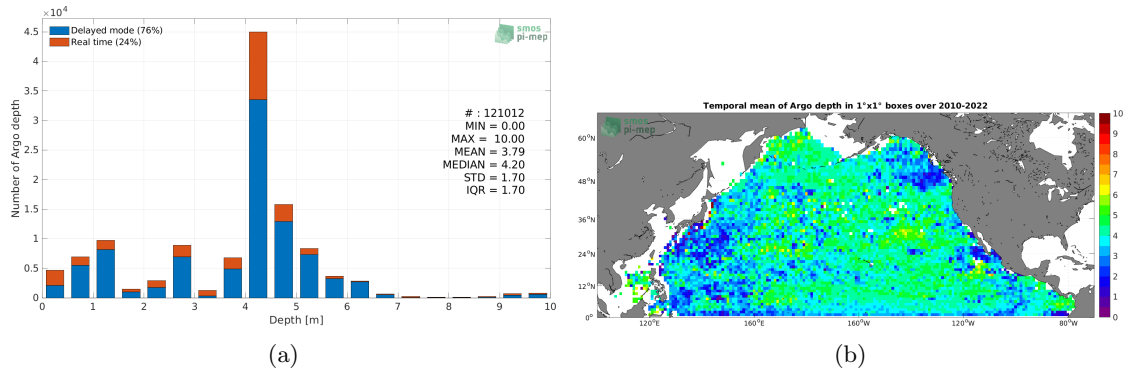 ×10⁴
Delayed mode (76%)
Real time (24%)
smos
pi-mep
4.5
4
3.5
3
2.5
2
1.5
1
0.5
0
Number of Argo depth
# : 121012
MIN = 0.00
MAX = 10.00
MEAN = 3.79
MEDIAN = 4.20
STD = 1.70
IQR = 1.70
0 1 2 3 4 5 6 7 8 9 10
Depth [m]
(a)
Temporal mean of Argo depth in 1°x1° boxes over 2010-2022
smos
pi-mep
60°N
48°N
36°N
24°N
12°N
0°
120°E 160°E 160°W 120°W 80°W
10
9
8
7
6
5
4
3
2
1
0
(b)